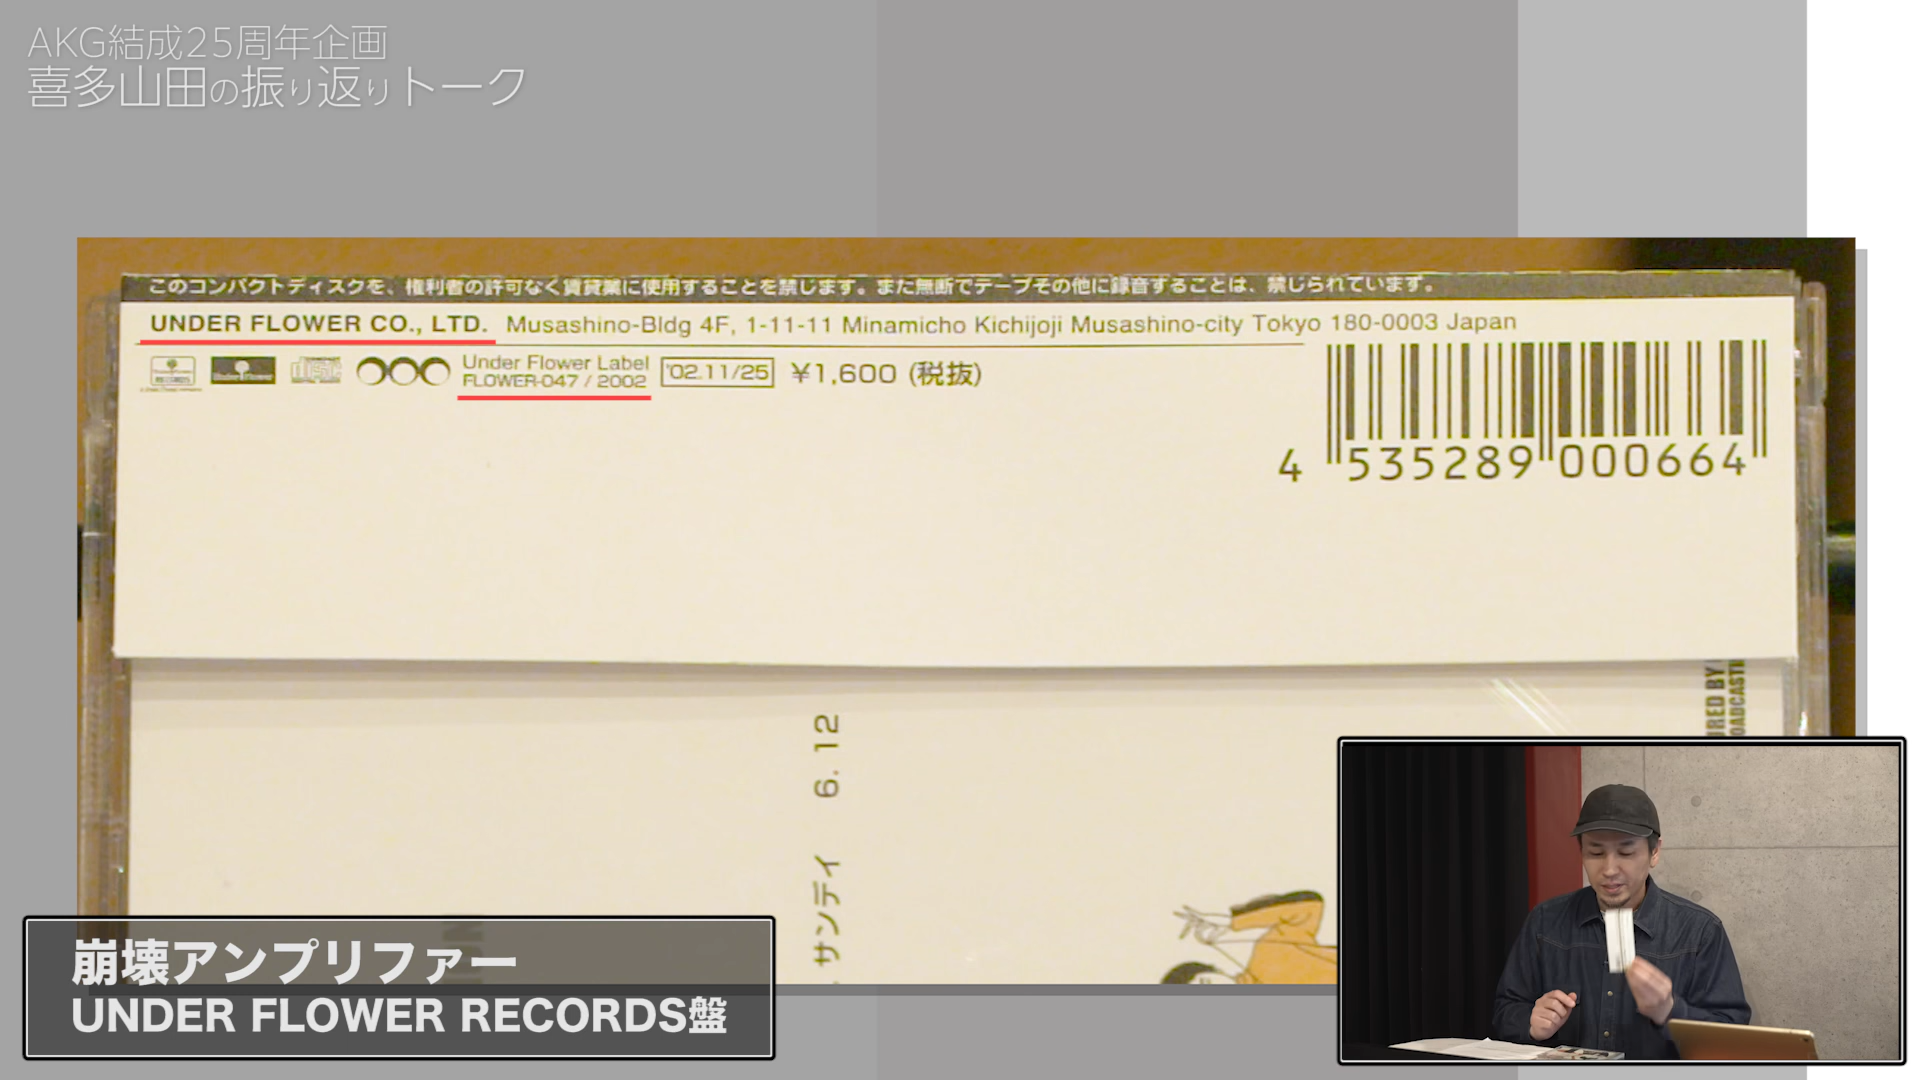 AKG結成25周年企画
喜多山田の振り返りトーク
このコンパクトディスクを、権利者の許可なく賃貸業に使用することを禁じます。また無断でテープその他に録音することは、禁じられています。
UNDER FLOWER CO., LTD. Musashino-Bldg 4F, 1-11-11 Minamicho Kichijoji Musashino-city Tokyo 180-0003 Japan
RECORDS Under Flower Under Flower Label
FLOWER-047 / 2002
'02.11/25 ¥1,600 (税抜)
4 535289 000664
サンデイ 6. 12
崩壊アンプリファー
UNDER FLOWER RECORDS盤